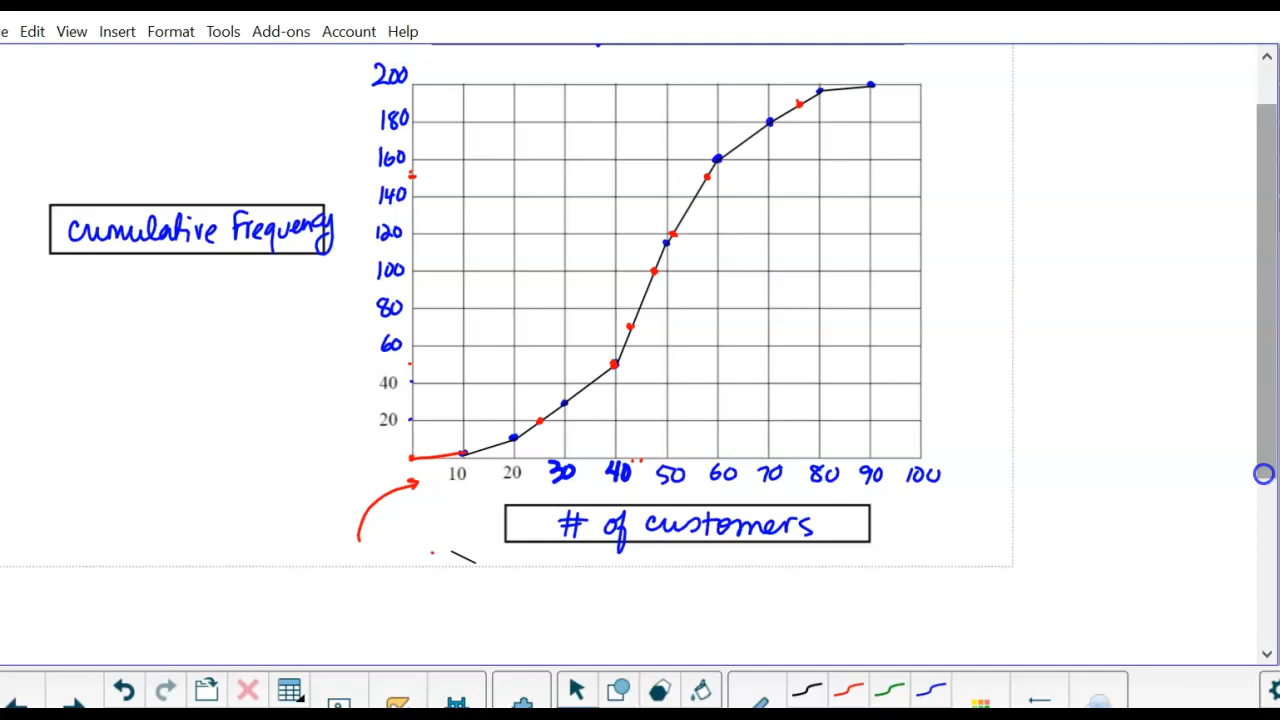 e Edit View Insert Format Tools Add-ons Account Help
200
180
160
140
cumulative frequency
120
100
80
60
40
20
10 20 30 40 50 60 70 80 90 100
# of customers